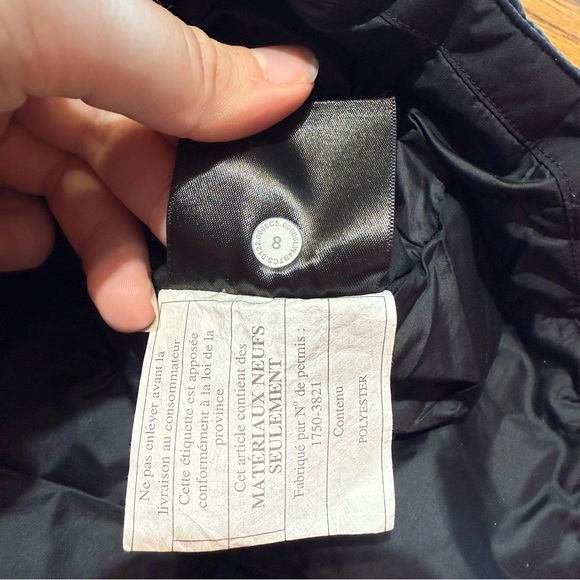 8
Ne pas enlever avant la
livraison au consommateur
Cette étiquette est apposée
conformément à la loi de la
province
Cet article contient des
MATÉRIAUX NEUFS
SEULEMENT
Fabriqué par N° de permis :
1750-3821
Contenu
POLYESTER